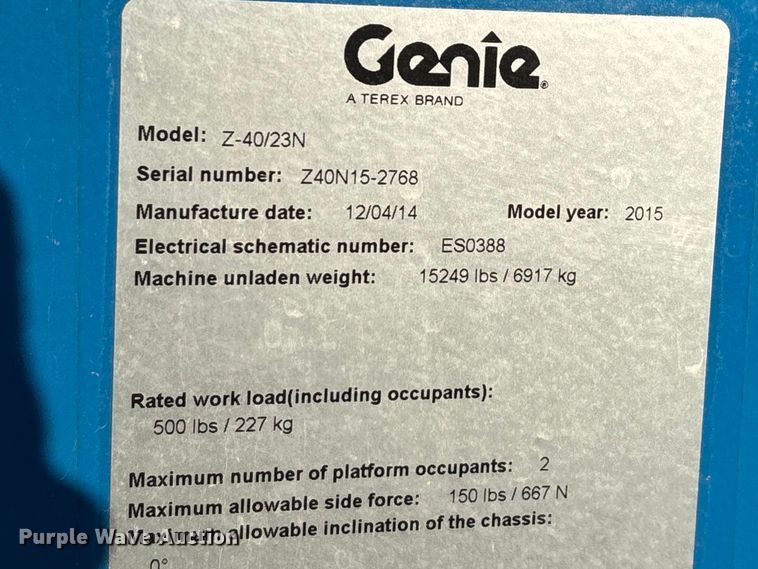 Genie®
A TEREX BRAND
Model: Z-40/23N
Serial number: Z40N15-2768
Manufacture date: 12/04/14 Model year: 2015
Electrical schematic number: ES0388
Machine unladen weight: 15249 lbs / 6917 kg
Rated work load(including occupants):
500 lbs / 227 kg
Maximum number of platform occupants: 2
Maximum allowable side force: 150 lbs / 667 N
Maximum allowable inclination of the chassis:
0°
Purple Wave Auction